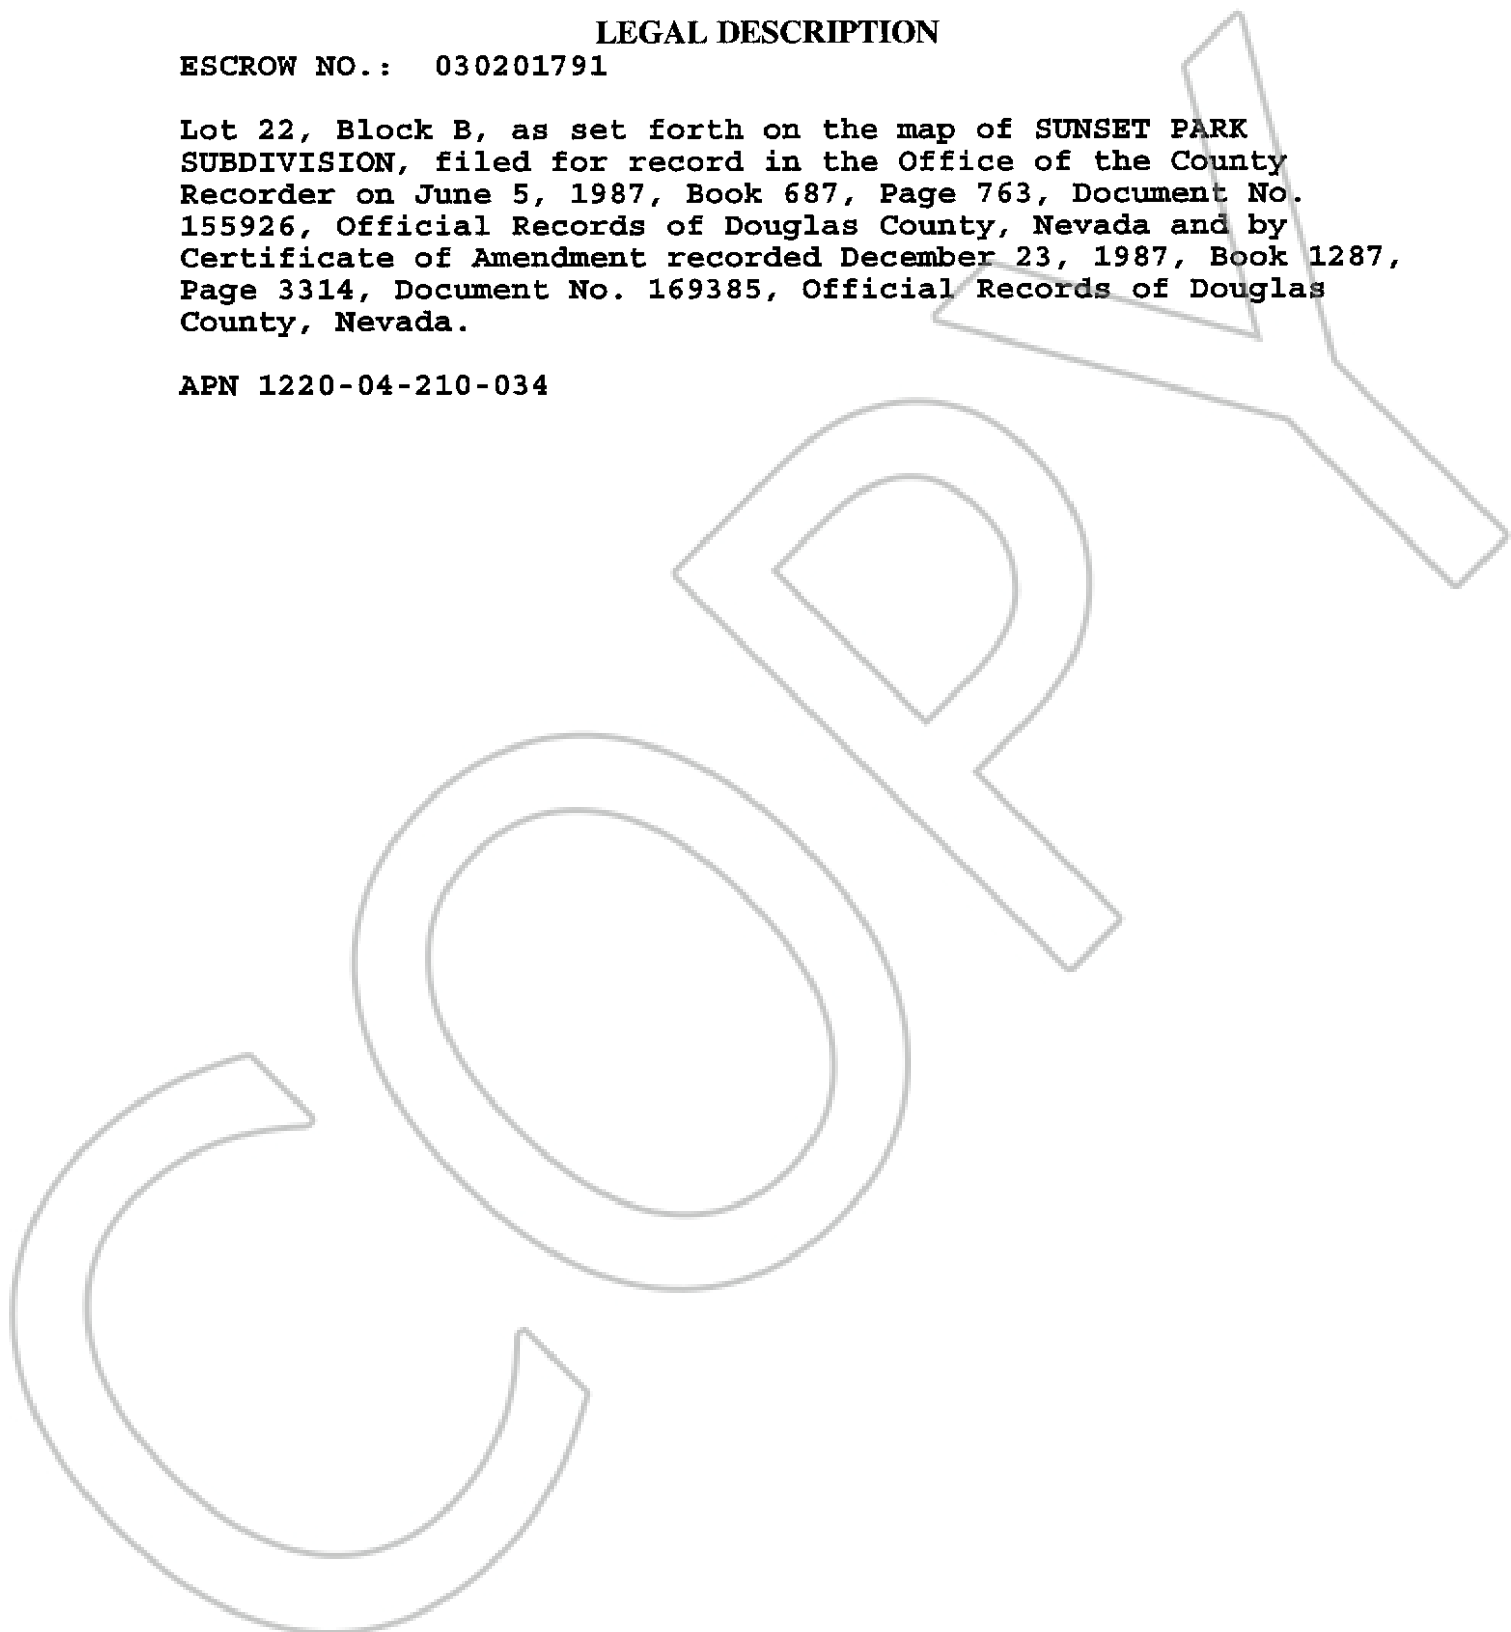 LEGAL DESCRIPTION
ESCROW NO.: 030201791
Lot 22, Block B, as set forth on the map of SUNSET PARK
SUBDIVISION, filed for record in the Office of the County
Recorder on June 5, 1987, Book 687, Page 763, Document No.
155926, Official Records of Douglas County, Nevada and by
Certificate of Amendment recorded December 23, 1987, Book 1287,
Page 3314, Document No. 169385, Official Records of Douglas
County, Nevada.
APN 1220-04-210-034
COPY